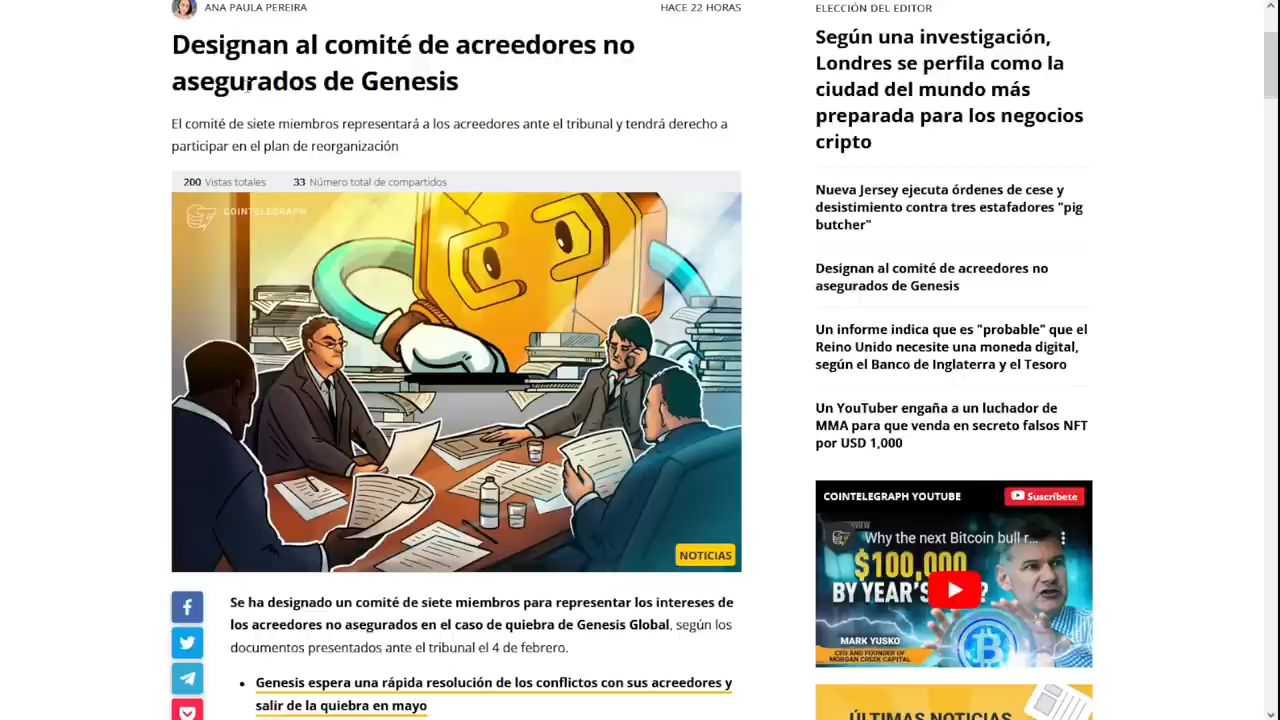 ANA PAULA PEREIRA
HACE 22 HORAS
Designan al comité de acreedores no
asegurados de Genesis
El comité de siete miembros representará a los acreedores ante el tribunal y tendrá derecho a
participar en el plan de reorganización
200 Vistas totales
33 Número total de compartidos
COINTELEGRAPH
NOTICIAS
Se ha designado un comité de siete miembros para representar los intereses de
los acreedores no asegurados en el caso de quiebra de Genesis Global, según los
documentos presentados ante el tribunal el 4 de febrero.
• Genesis espera una rápida resolución de los conflictos con sus acreedores y
salir de la quiebra en mayo
ELECCIÓN DEL EDITOR
Según una investigación,
Londres se perfila como la
ciudad del mundo más
preparada para los negocios
cripto
Nueva Jersey ejecuta órdenes de cese y
desistimiento contra tres estafadores "pig
butcher"
Designan al comité de acreedores no
asegurados de Genesis
Un informe indica que es "probable" que el
Reino Unido necesite una moneda digital,
según el Banco de Inglaterra y el Tesoro
Un YouTuber engaña a un luchador de
MMA para que venda en secreto falsos NFT
por USD 1,000
COINTELEGRAPH YOUTUBE
Suscríbete
Why the next Bitcoin bull r...
$100,000
BY YEAR'S ?
MARK YUSKO
CEO AND FOUNDER OF
MORGAN CREEK CAPITAL
ÚLTIMAS NOTICIAS